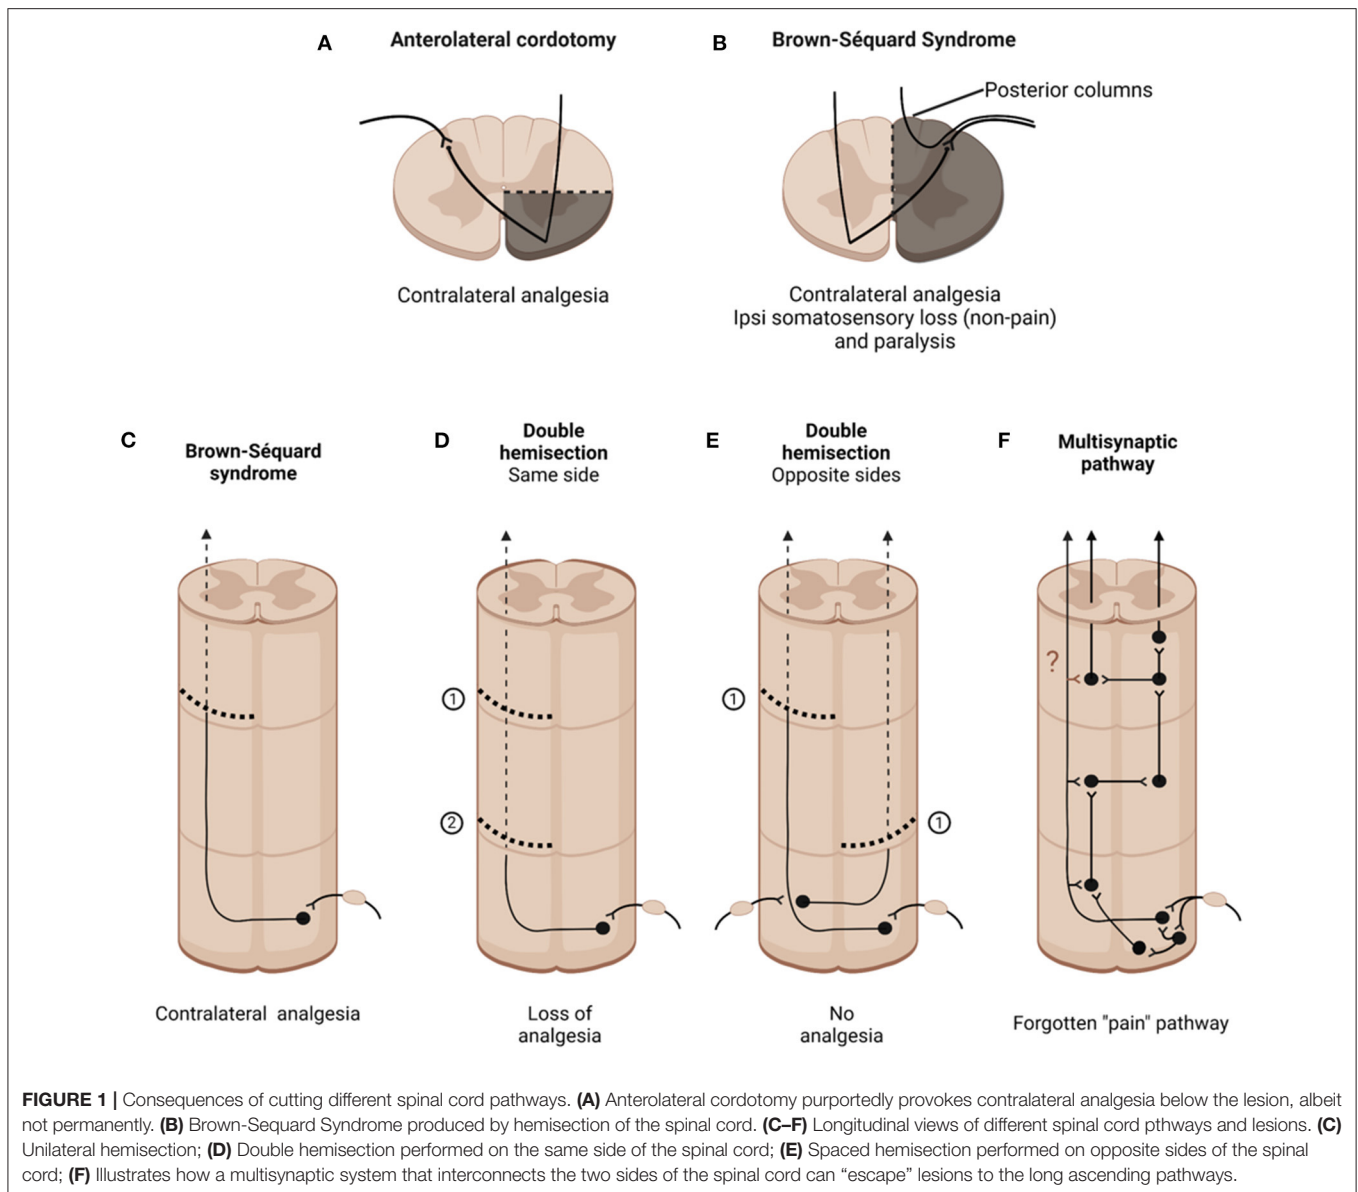 A
Anterolateral cordotomy
Contralateral analgesia
B
Brown-Séquard Syndrome
Posterior columns
Contralateral analgesia
Ipsi somatosensory loss (non-pain)
and paralysis
C
Brown-Séquard
syndrome
Contralateral analgesia
D
Double
hemisection
Same side
1
2
Loss of
analgesia
E
Double
hemisection
Opposite sides
1
1
No
analgesia
F
Multisynaptic
pathway
?
Forgotten "pain" pathway
FIGURE 1 | Consequences of cutting different spinal cord pathways. (A) Anterolateral cordotomy purportedly provokes contralateral analgesia below the lesion, albeit
not permanently. (B) Brown-Sequard Syndrome produced by hemisection of the spinal cord. (C–F) Longitudinal views of different spinal cord pthways and lesions. (C)
Unilateral hemisection; (D) Double hemisection performed on the same side of the spinal cord; (E) Spaced hemisection performed on opposite sides of the spinal
cord; (F) Illustrates how a multisynaptic system that interconnects the two sides of the spinal cord can “escape” lesions to the long ascending pathways.